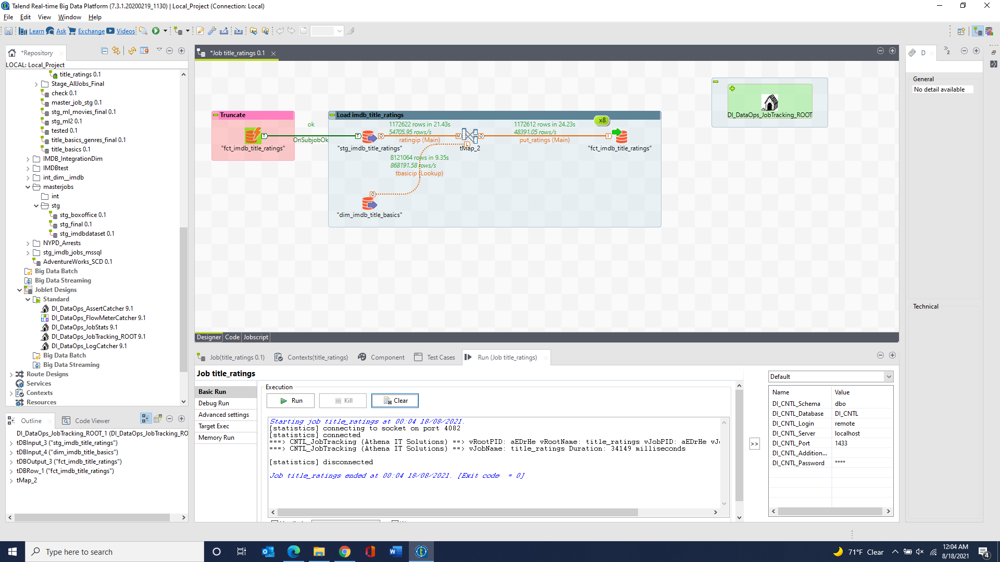 Talend Real-time Big Data Platform (7.3.1.20200219_1130) | Local_Project (Connection: Local)
File Edit View Window Help
Learn Ask Exchange Videos
*Repository
LOCAL: Local_Project
title_ratings 0.1
Stage_AllJobs_Final
check 0.1
master_job_stg 0.1
stg_ml_movies_final 0.1
stg_ml2 0.1
tested 0.1
title_basics_genres_final 0.1
title_basics 0.1
IMDB_IntegrationDim
IMDBtest
int_dim__imdb
masterjobs
int
stg
stg_boxoffice 0.1
stg_final 0.1
stg_imdbdataset 0.1
NYPD_Arrests
stg_imdb_jobs_mssql
AdventureWorks_SCD 0.1
Big Data Batch
Big Data Streaming
Joblet Designs
Standard
DI_DataOps_AssertCatcher 9.1
DI_DataOps_FlowMeterCatcher 9.1
DI_DataOps_JobStats 9.1
DI_DataOps_JobTracking_ROOT 9.1
DI_DataOps_LogCatcher 9.1
Big Data Batch
Big Data Streaming
Route Designs
Services
Contexts
Resources
Outline
Code Viewer
DI_DataOps_JobTracking_ROOT_1 (DI_DataOps_JobTracking_RO
tDBInput_3 ("stg_imdb_title_ratings")
tDBInput_4 ("dim_imdb_title_basics")
tDBOutput_3 ("fct_imdb_title_ratings")
tDBRow_1 ("fct_imdb_title_ratings")
tMap_2
*Job title_ratings 0.1
Truncate
"fct_imdb_title_ratings"
ok
OnSubjobOk
Load imdb_title_ratings
1172622 rows in 21.43s
54705.95 rows/s
ratingip (Main)
"stg_imdb_title_ratings"
tMap_2
1172612 rows in 24.23s
48391.05 rows/s
put_ratings (Main)
x8
"fct_imdb_title_ratings"
8121064 rows in 9.35s
868191.58 rows/s
tbasicip (Lookup)
"dim_imdb_title_basics"
DI_DataOps_JobTracking_ROOT
Designer Code Jobscript
Job(title_ratings 0.1) Contexts(title_ratings) Component Test Cases Run (Job title_ratings)
Job title_ratings
Basic Run
Debug Run
Advanced settings
Target Exec
Memory Run
Execution
Run Kill Clear
Starting job title_ratings at 00:04 18/08/2021.
[statistics] connecting to socket on port 4082
[statistics] connected
===> CNTL_JobTracking (Athena IT Solutions) ==> vRootPID: aEDrHe vRootName: title_ratings vJobPID: aEDrHe vJ
===> CNTL_JobTracking (Athena IT Solutions) ==> vJobName: title_ratings Duration: 34149 milliseconds
[statistics] disconnected
Job title_ratings ended at 00:04 18/08/2021. [Exit code = 0]
>>
Default
Name Value
DI_CNTL_Schema dbo
DI_CNTL_Database DI_CNTL
DI_CNTL_Login remote
DI_CNTL_Server localhost
DI_CNTL_Port 1433
DI_CNTL_Addition...
DI_CNTL_Password ****
D
2
General
No detail available
Technical
Type here to search
71°F Clear
12:04 AM
8/18/2021
4